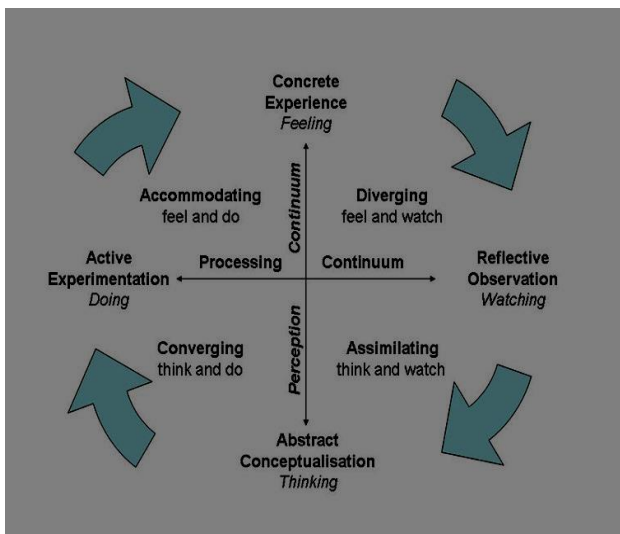 Concrete
Experience
Feeling
Accommodating
feel and do
Continuum
Diverging
feel and watch
Active
Experimentation
Doing
Processing
Continuum
Reflective
Observation
Watching
Converging
think and do
Perception
Assimilating
think and watch
Abstract
Conceptualisation
Thinking